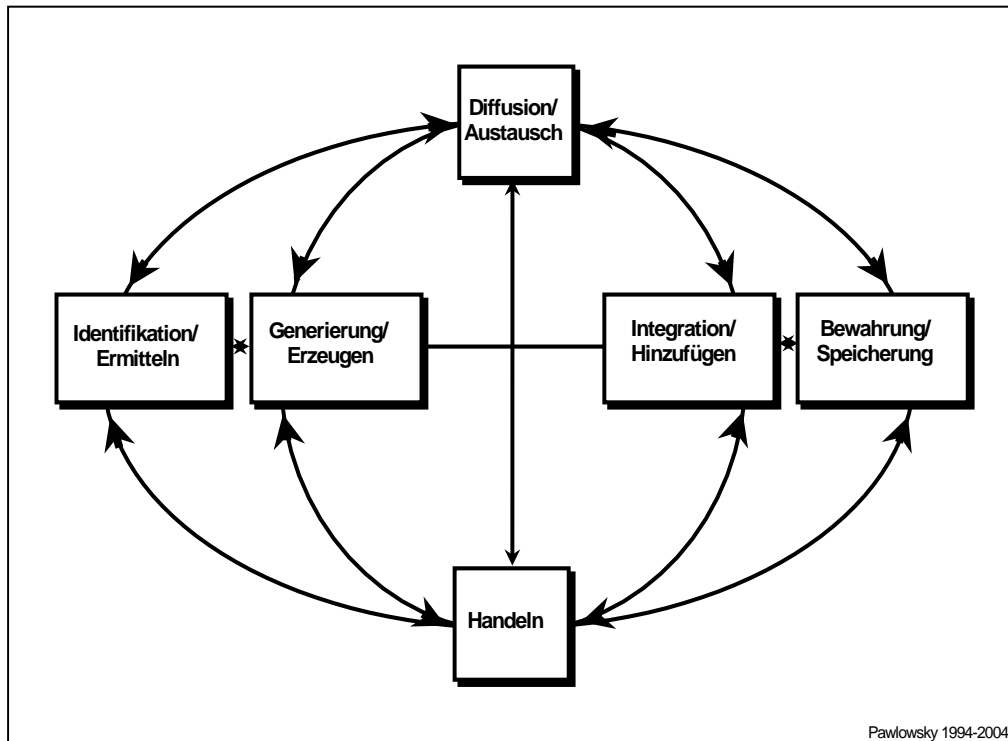 Diffusion/
Austausch
Identifikation/
Ermitteln
Generierung/
Erzeugen
Integration/
Hinzufügen
Bewahrung/
Speicherung
Handeln
Pawlowsky 1994-2004